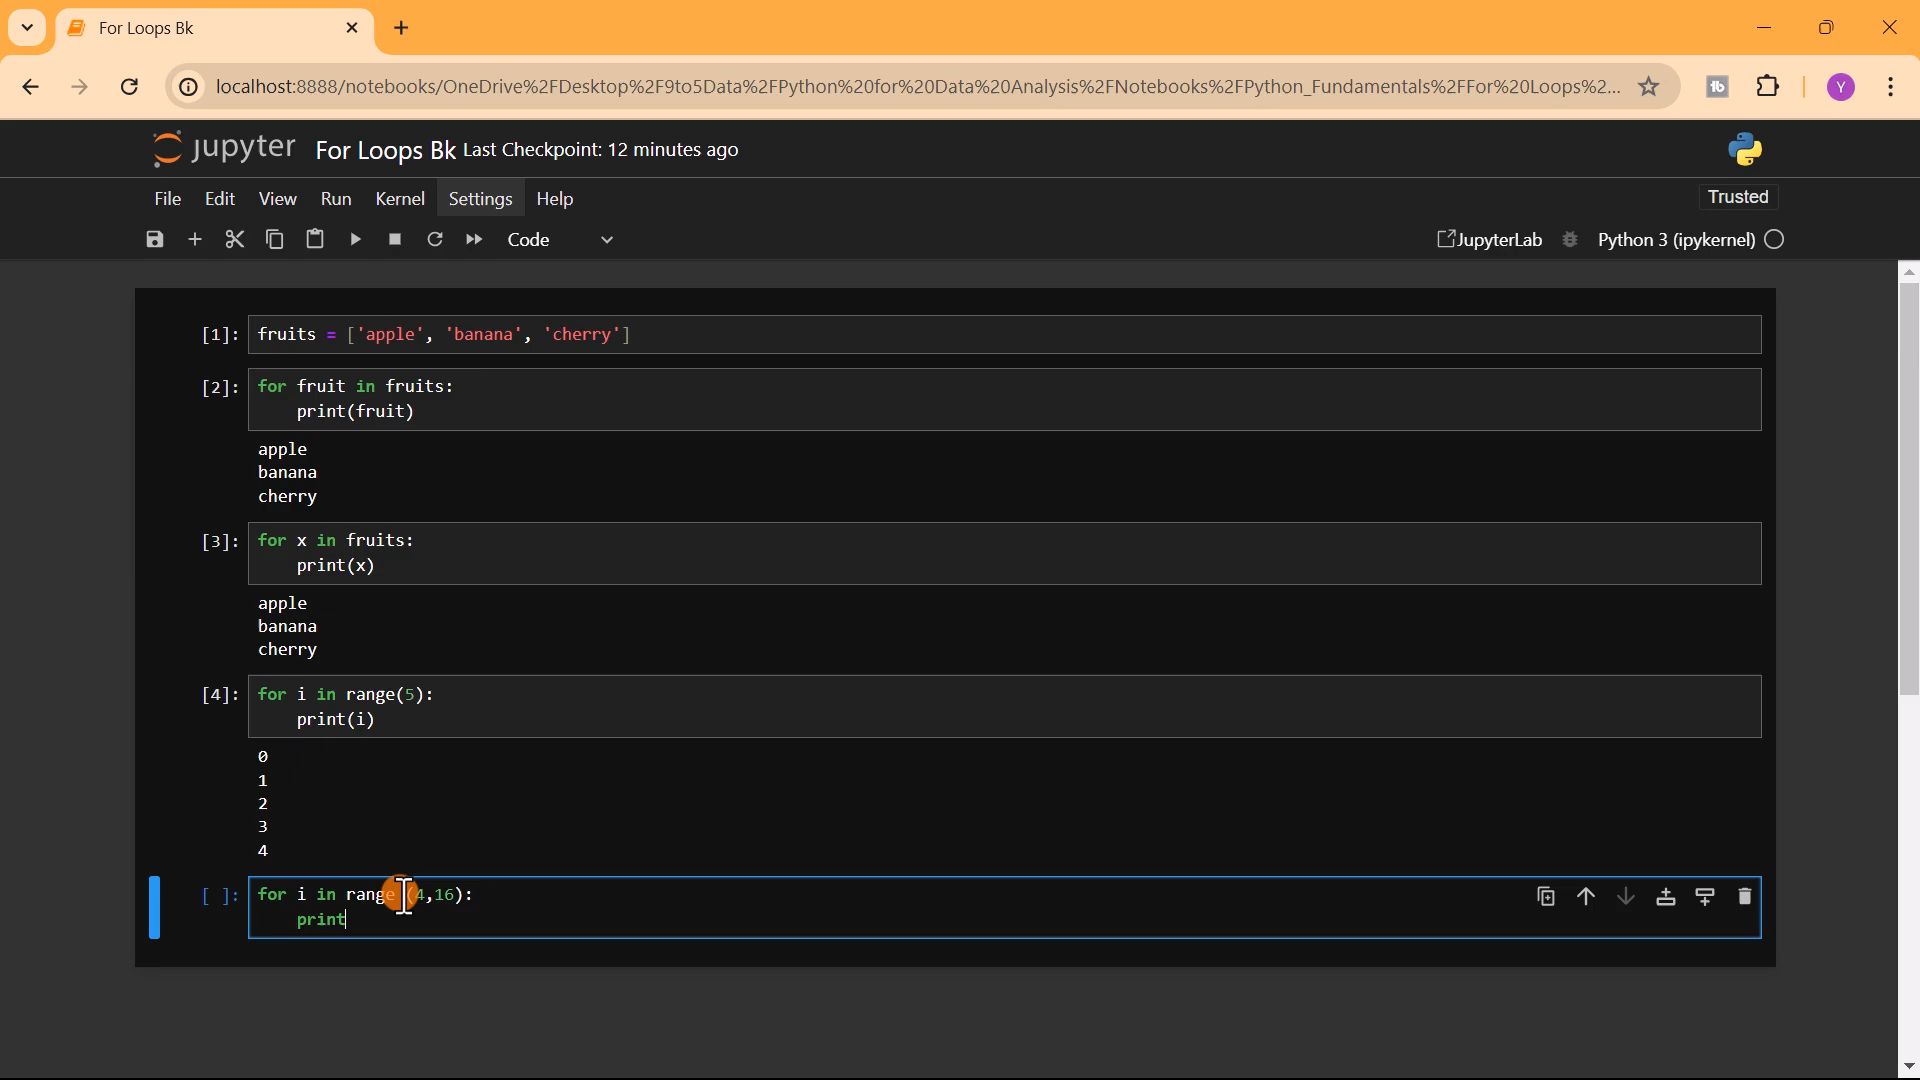 For Loops Bk
localhost:8888/notebooks/OneDrive%2FDesktop%2F9to5Data%2FPython%20for%20Data%20Analysis%2FNotebooks%2FPython_Fundamentals%2FFor%20Loops%2...
tb
Y
jupyter For Loops Bk Last Checkpoint: 12 minutes ago
File Edit View Run Kernel Settings Help Trusted
Code JupyterLab Python 3 (ipykernel)
[1]: fruits = ['apple', 'banana', 'cherry']
[2]: for fruit in fruits:
print(fruit)
apple
banana
cherry
[3]: for x in fruits:
print(x)
apple
banana
cherry
[4]: for i in range(5):
print(i)
0
1
2
3
4
[ ]: for i in range (4,16):
print